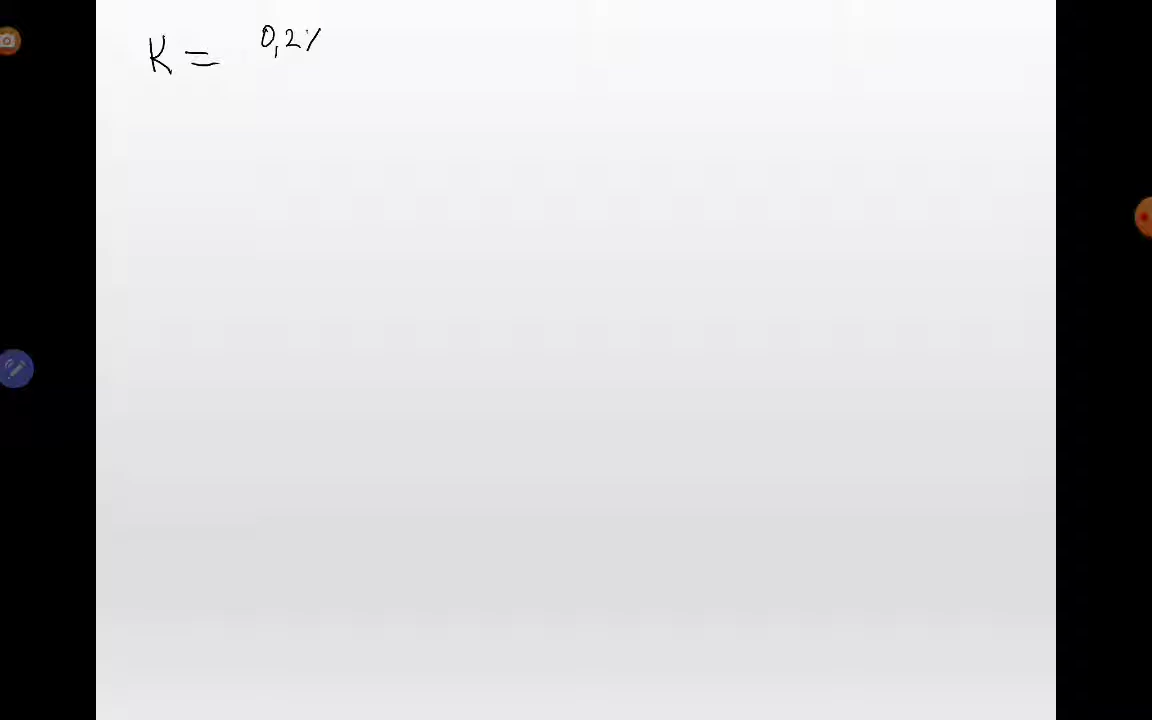 K = 0,2%